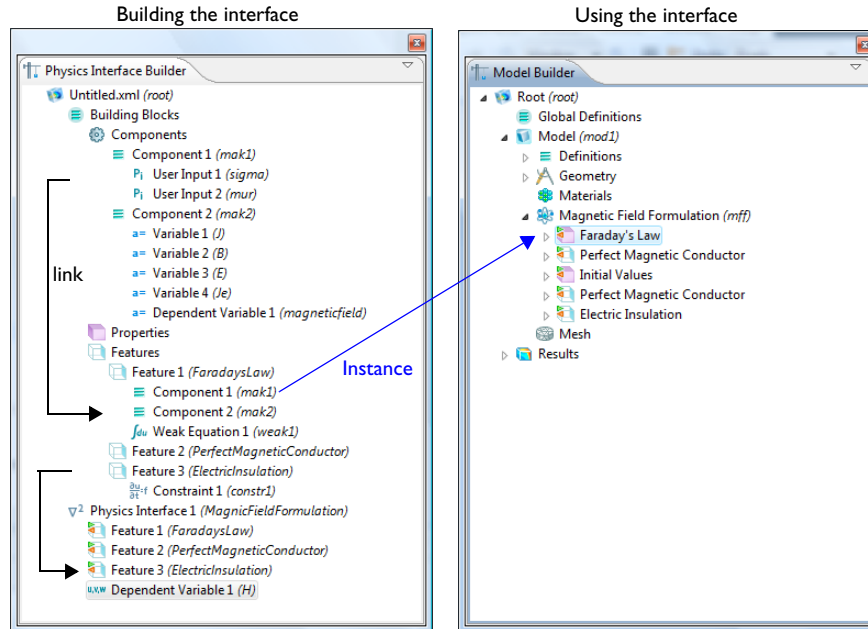 Building the interface
Physics Interface Builder
Untitled.xml (root)
Building Blocks
Components
Component 1 (mak1)
Pi User Input 1 (sigma)
Pi User Input 2 (mur)
Component 2 (mak2)
a= Variable 1 (J)
a= Variable 2 (B)
a= Variable 3 (E)
a= Variable 4 (Je)
a= Dependent Variable 1 (magneticfield)
link
Properties
Features
Feature 1 (FaradaysLaw)
Component 1 (mak1)
Component 2 (mak2)
∫du Weak Equation 1 (weak1)
Feature 2 (PerfectMagneticConductor)
Feature 3 (ElectricInsulation)
∂u/∂t=f Constraint 1 (constr1)
∇² Physics Interface 1 (MagnicFieldFormulation)
Feature 1 (FaradaysLaw)
Feature 2 (PerfectMagneticConductor)
Feature 3 (ElectricInsulation)
u,v,w Dependent Variable 1 (H)
Instance
Using the interface
Model Builder
Root (root)
Global Definitions
Model (mod1)
Definitions
Geometry
Materials
Magnetic Field Formulation (mff)
Faraday's Law
Perfect Magnetic Conductor
Initial Values
Perfect Magnetic Conductor
Electric Insulation
Mesh
Results